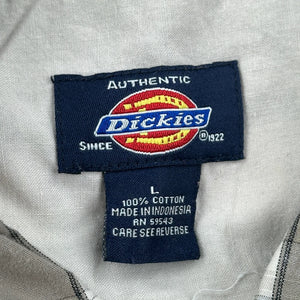 AUTHENTIC
Dickies
SINCE ®1922
L
100% COTTON
MADE IN INDONESIA
RN 59543
CARE SEE REVERSE